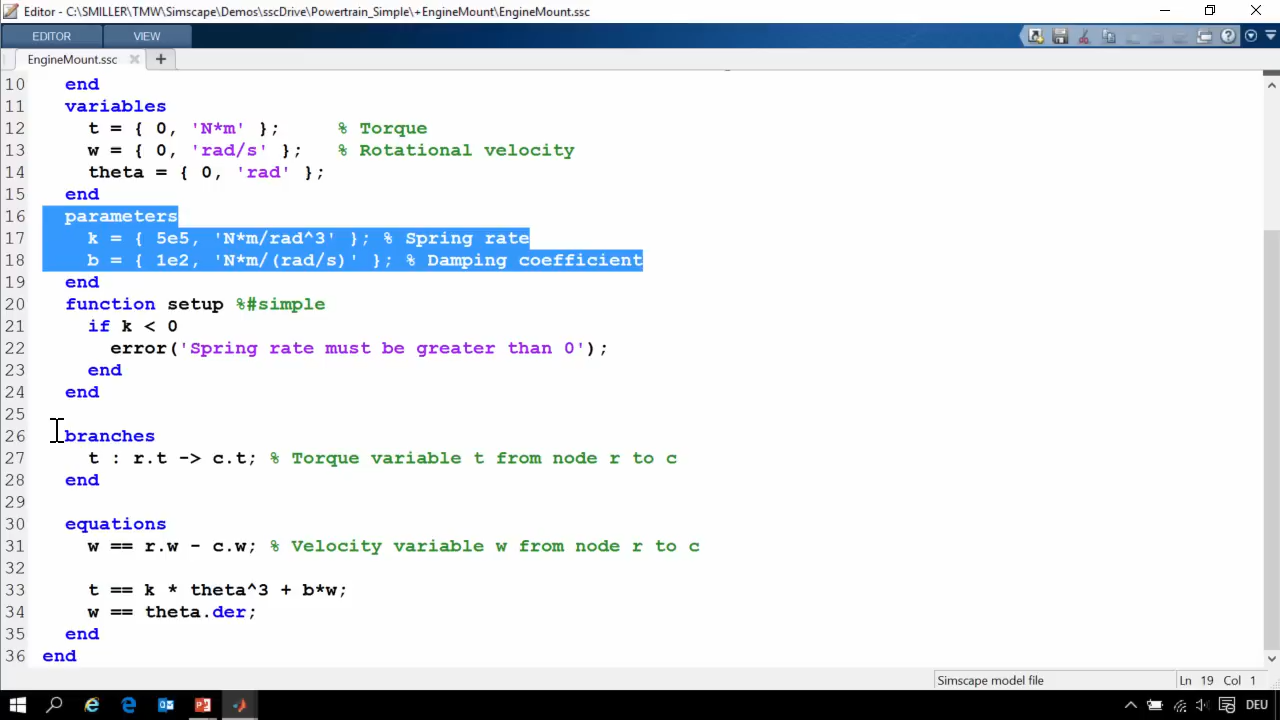 Editor - C:\SMILLER\TMW\Simscape\Demos\sscDrive\Powertrain_Simple\+EngineMount\EngineMount.ssc
EDITOR VIEW
EngineMount.ssc
10 end
11 variables
12 t = { 0, 'N*m' }; % Torque
13 w = { 0, 'rad/s' }; % Rotational velocity
14 theta = { 0, 'rad' };
15 end
16 parameters
17 k = { 5e5, 'N*m/rad^3' }; % Spring rate
18 b = { 1e2, 'N*m/(rad/s)' }; % Damping coefficient
19 end
20 function setup %#simple
21 if k < 0
22 error('Spring rate must be greater than 0');
23 end
24 end
25
26 branches
27 t : r.t -> c.t; % Torque variable t from node r to c
28 end
29
30 equations
31 w == r.w - c.w; % Velocity variable w from node r to c
32
33 t == k * theta^3 + b*w;
34 w == theta.der;
35 end
36 end
Simscape model file Ln 19 Col 1
DEU